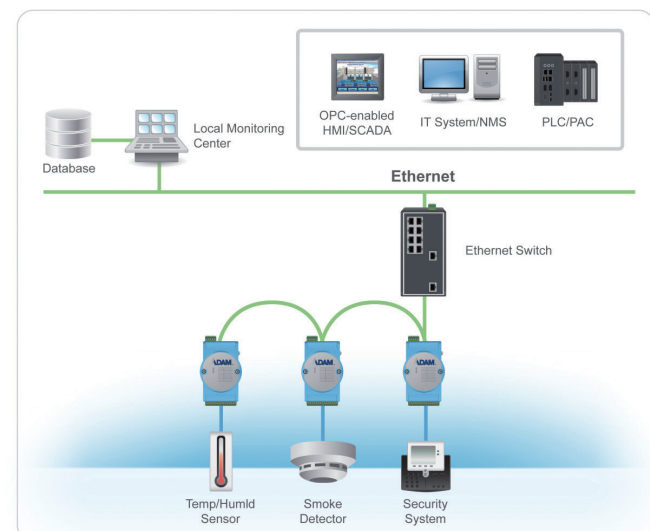 OPC-enabled
HMI/SCADA
IT System/NMS
PLC/PAC
Local Monitoring
Center
Database
Ethernet
Ethernet Switch
ADAM
ADAM
ADAM
Temp/Humld
Sensor
Smoke
Detector
Security
System